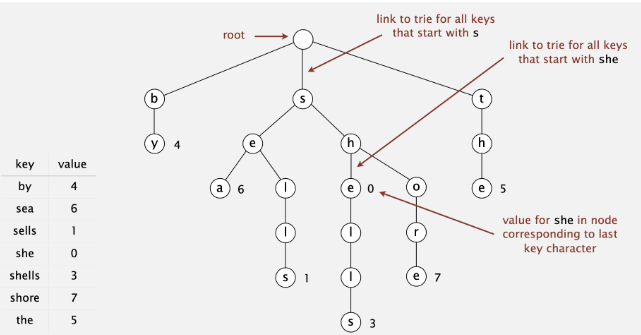 link to trie for all keys
that start with s
root
link to trie for all keys
that start with she
b
s
t
y 4
e
h
h
key value
by 4
sea 6
sells 1
she 0
shells 3
shore 7
the 5
a 6
l
e 0
o
e 5
value for she in node
corresponding to last
key character
l
l
r
s 1
l
e 7
s 3